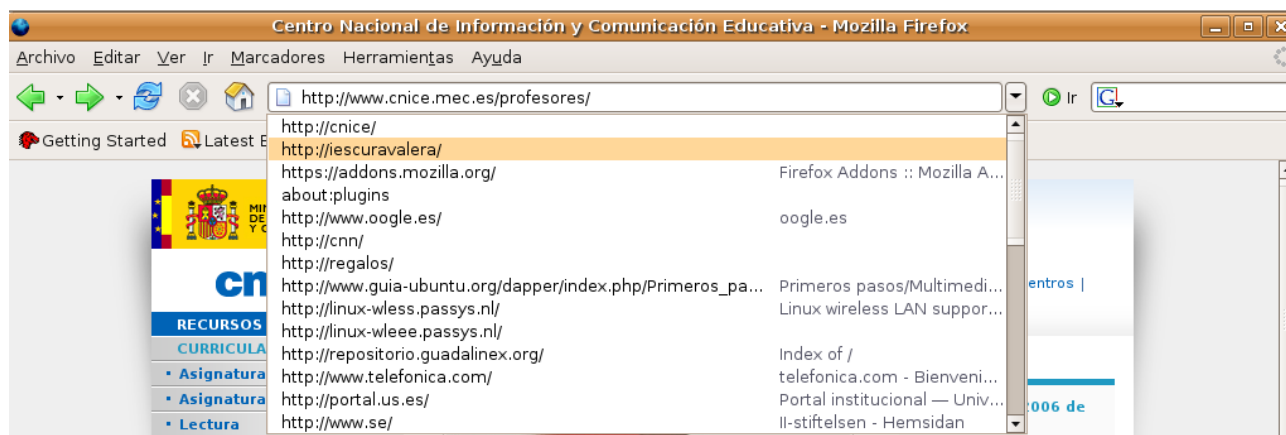 Centro Nacional de Información y Comunicación Educativa - Mozilla Firefox
Archivo Editar Ver Ir Marcadores Herramientas Ayuda
http://www.cnice.mec.es/profesores/ Ir G
Getting Started Latest
http://cnice/
http://iescuravalera/
https://addons.mozilla.org/ Firefox Addons :: Mozilla A...
about:plugins
http://www.oogle.es/ oogle.es
http://cnn/
http://regalos/
http://www.guia-ubuntu.org/dapper/index.php/Primeros_pa... Primeros pasos/Multimedi...
http://linux-wless.passys.nl/ Linux wireless LAN suppor...
http://linux-wleee.passys.nl/
http://repositorio.guadalinex.org/ Index of /
http://www.telefonica.com/ telefonica.com - Bienveni...
http://portal.us.es/ Portal institucional — Univ...
http://www.se/ II-stiftelsen - Hemsidan
MI
DE
Y C
cn
entros |
RECURSOS
CURRICULA
• Asignatura
• Asignatura
• Lectura
2006 de